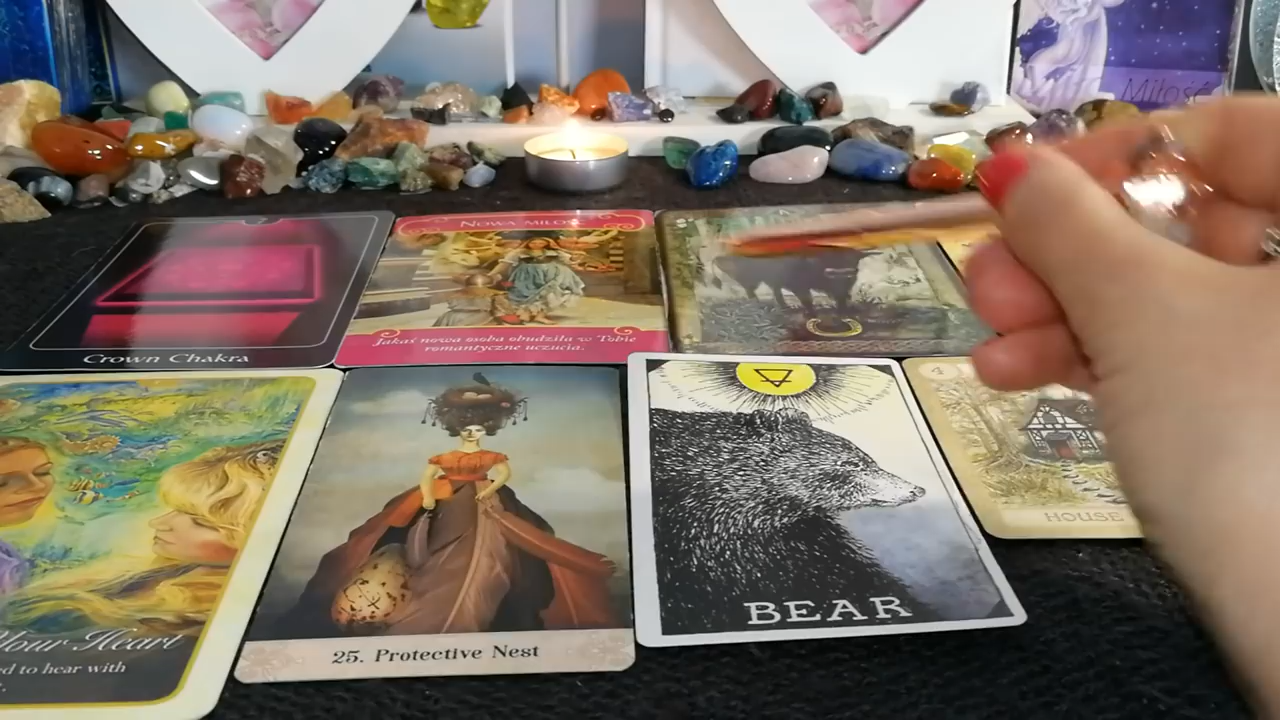 Miłość
Nowa miłość
Jakaś nowa osoba obudziła w Tobie
romantyczne uczucia.
Crown Chakra
4
HOUSE
Your Heart
ed to hear with
25. Protective Nest
BEAR